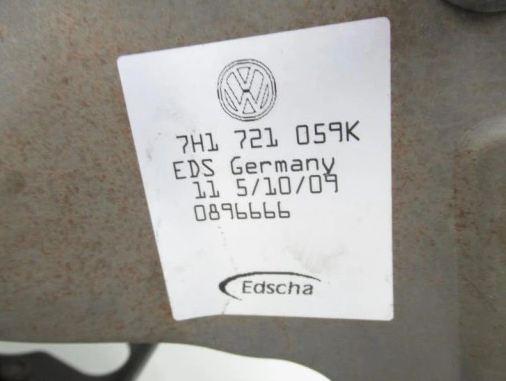 7H1 721 059K
EDS Germany
11 5/10/09
0896666
Edscha